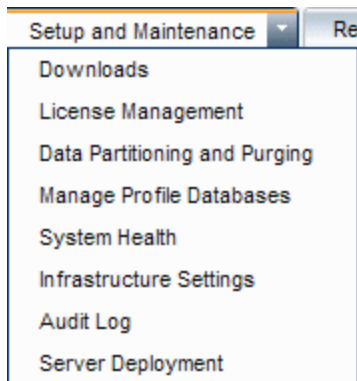 Setup and Maintenance Re
Downloads
License Management
Data Partitioning and Purging
Manage Profile Databases
System Health
Infrastructure Settings
Audit Log
Server Deployment